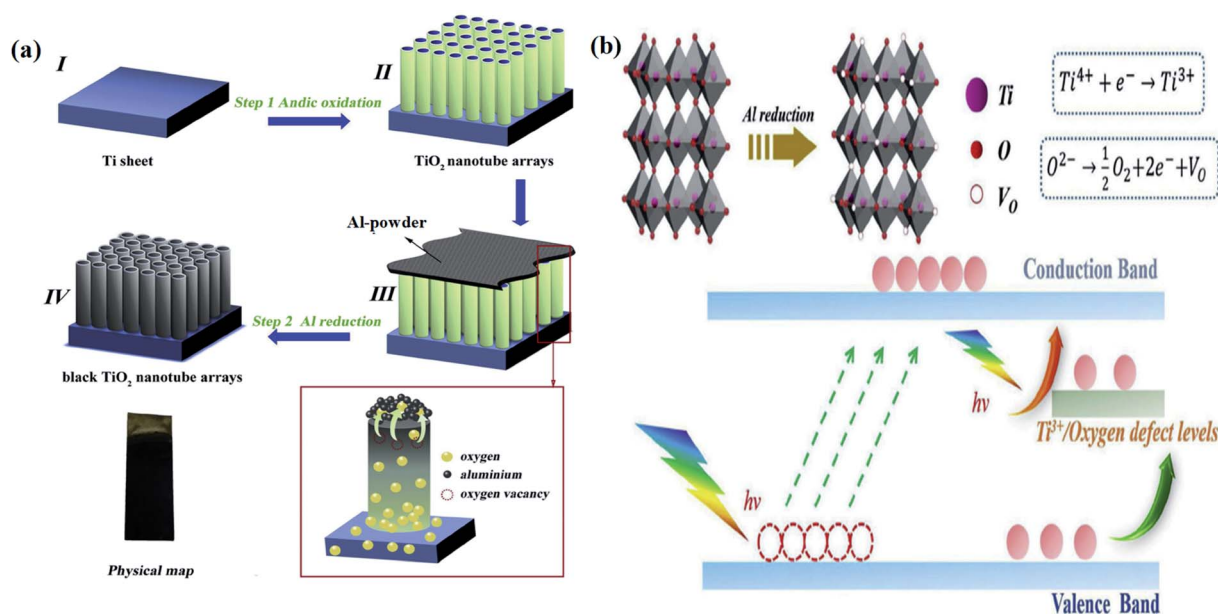 (a)
I
Ti sheet
Step 1 Andic oxidation
II
TiO₂ nanotube arrays
Al-powder
III
Step 2 Al reduction
IV
black TiO₂ nanotube arrays
Physical map
oxygen
aluminium
oxygen vacancy
(b)
Al reduction
Ti
O
V_O
Ti⁴⁺ + e⁻ → Ti³⁺
O²⁻ → 1/2 O₂+2e⁻+V_O
Conduction Band
hv
Ti³⁺/Oxygen defect levels
hv
Valence Band